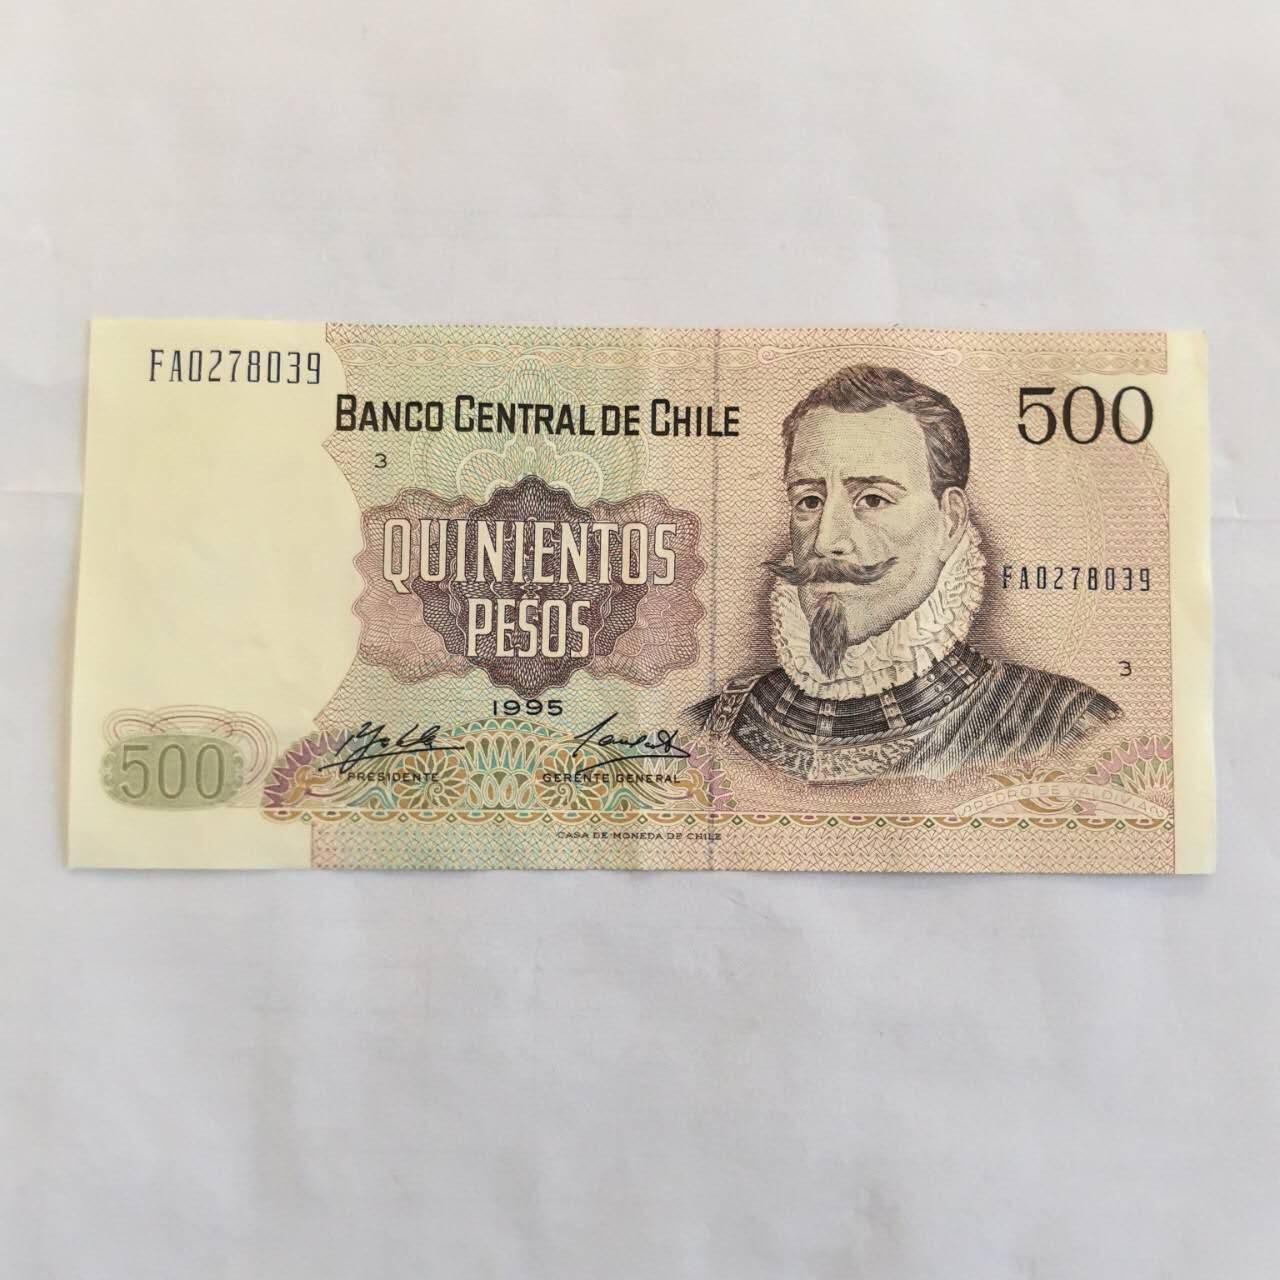 FA0278039
BANCO CENTRAL DE CHILE
500
3
QUINIENTOS
PESOS
FA0278039
3
1995
PRESIDENTE
GERENTE GENERAL
500
D PEDRO DE VALDIVIA
CASA DE MONEDA DE CHILE